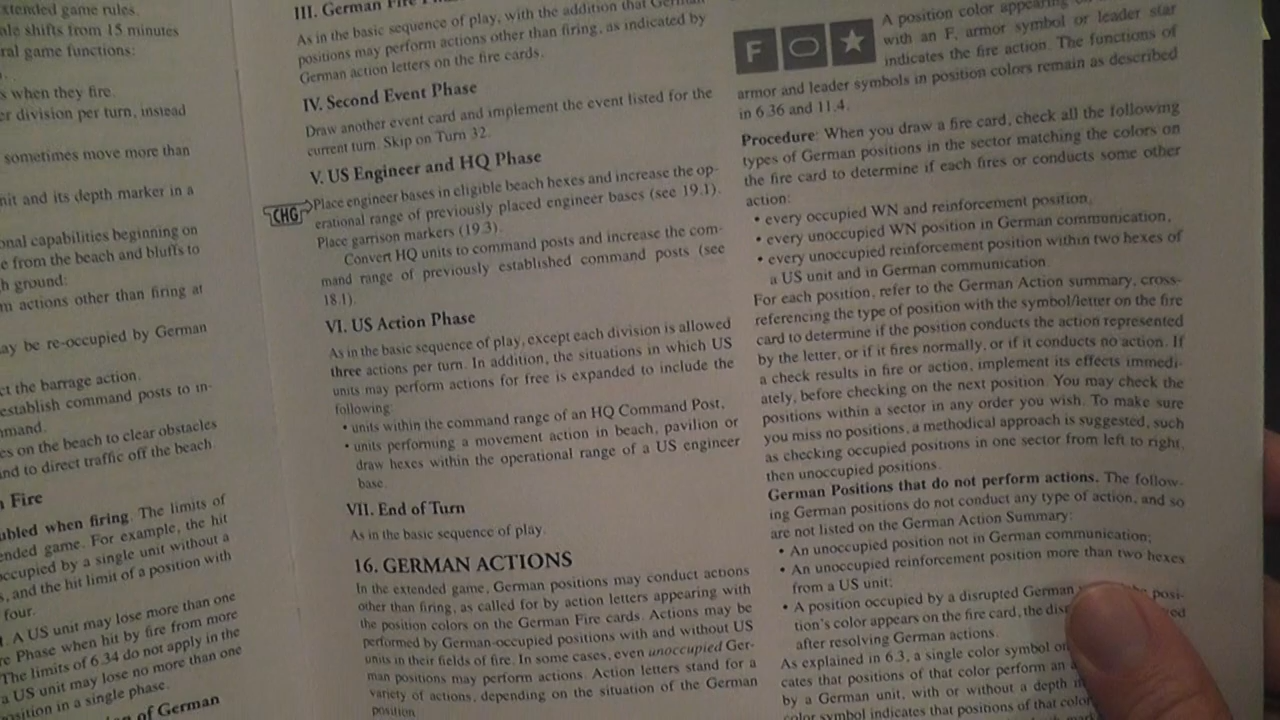 xtended game rules.
ale shifts from 15 minutes
ral game functions:
s when they fire.
er division per turn, instead
sometimes move more than
nit and its depth marker in a
onal capabilities beginning on
e from the beach and bluffs to
h ground:
m actions other than firing at
ay be re-occupied by German
ct the barrage action.
establish command posts to in-
mmand.
es on the beach to clear obstacles
nd to direct traffic off the beach
Fire
ubled when firing. The limits of
ended game. For example, the hit
occupied by a single unit without a
s, and the hit limit of a position with
four.
A US unit may lose more than one
re Phase when hit by fire from more
The limits of 6.34 do not apply in the
a US unit may lose no more than one
position in a single phase.
of German
III. German Fire
As in the basic sequence of play, with the addition that German
positions may perform actions other than firing, as indicated by
German action letters on the fire cards.
IV. Second Event Phase
Draw another event card and implement the event listed for the
current turn. Skip on Turn 32.
V. US Engineer and HQ Phase
CHG
Place engineer bases in eligible beach hexes and increase the op-
erational range of previously placed engineer bases (see 19.1).
Place garrison markers (19.3).
Convert HQ units to command posts and increase the com-
mand range of previously established command posts (see
18.1).
VI. US Action Phase
As in the basic sequence of play, except each division is allowed
three actions per turn. In addition, the situations in which US
units may perform actions for free is expanded to include the
following:
• units within the command range of an HQ Command Post,
• units performing a movement action in beach, pavilion or
draw hexes within the operational range of a US engineer
base.
VII. End of Turn
As in the basic sequence of play.
16. GERMAN ACTIONS
In the extended game, German positions may conduct actions
other than firing, as called for by action letters appearing with
the position colors on the German Fire cards. Actions may be
performed by German-occupied positions with and without US
units in their fields of fire. In some cases, even unoccupied Ger-
man positions may perform actions. Action letters stand for a
variety of actions, depending on the situation of the German
position
F
A position color appearing
with an F, armor symbol or leader star
indicates the fire action. The functions of
armor and leader symbols in position colors remain as described
in 6.36 and 11.4.
Procedure: When you draw a fire card, check all the following
types of German positions in the sector matching the colors on
the fire card to determine if each fires or conducts some other
action:
• every occupied WN and reinforcement position,
• every unoccupied WN position in German communication,
• every unoccupied reinforcement position within two hexes of
a US unit and in German communication.
For each position, refer to the German Action summary, cross-
referencing the type of position with the symbol/letter on the fire
card to determine if the position conducts the action represented
by the letter, or if it fires normally, or if it conducts no action. If
a check results in fire or action, implement its effects immedi-
ately, before checking on the next position. You may check the
positions within a sector in any order you wish. To make sure
you miss no positions, a methodical approach is suggested, such
as checking occupied positions in one sector from left to right,
then unoccupied positions.
German Positions that do not perform actions. The follow-
ing German positions do not conduct any type of action, and so
are not listed on the German Action Summary:
• An unoccupied position not in German communication;
• An unoccupied reinforcement position more than two hexes
from a US unit;
• A position occupied by a disrupted German posi-
tion's color appears on the fire card, the
after resolving German actions.
As explained in 6.3, a single color symbol
cates that positions of that color perform an
by a German unit, with or without a depth
color symbol indicates that positions of that